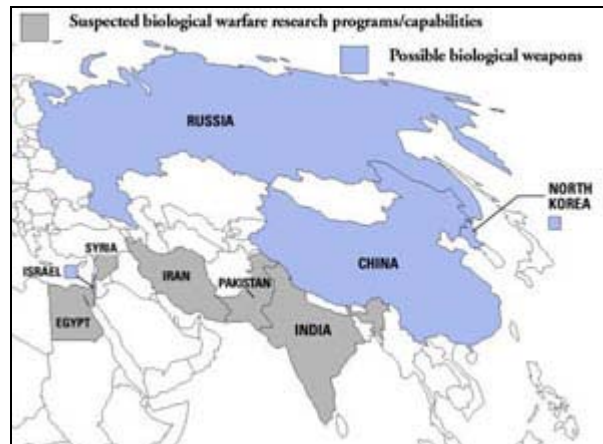 Suspected biological warfare research programs/capabilities
Possible biological weapons
RUSSIA
NORTH
KOREA
CHINA
SYRIA
ISRAEL
IRAN
PAKISTAN
EGYPT
INDIA